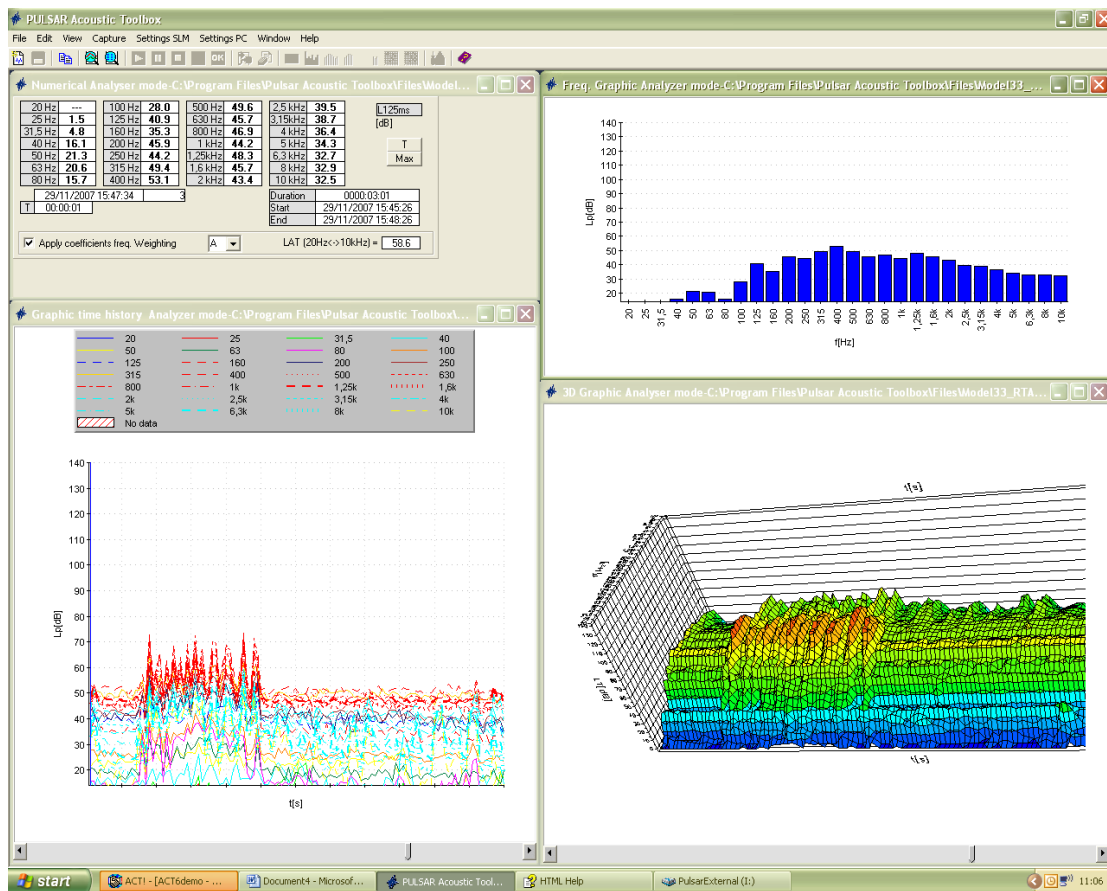 PULSAR Acoustic Toolbox
File Edit View Capture Settings SLM Settings PC Window Help
OK
Numerical Analyser mode-C:\Program Files\Pulsar Acoustic Toolbox\Files\Model...
20 Hz --- 100 Hz 28.0 500 Hz 49.6 2,5 kHz 39.5
25 Hz 1.5 125 Hz 40.9 630 Hz 45.7 3,15kHz 38.7
31,5 Hz 4.8 160 Hz 35.3 800 Hz 46.9 4 kHz 36.4
40 Hz 16.1 200 Hz 45.9 1 kHz 44.2 5 kHz 34.3
50 Hz 21.3 250 Hz 44.2 1,25kHz 48.3 6,3 kHz 32.7
63 Hz 20.6 315 Hz 49.4 1,6 kHz 45.7 8 kHz 32.9
80 Hz 15.7 400 Hz 53.1 2 kHz 43.4 10 kHz 32.5
L125ms
[dB]
T
Max
29/11/2007 15:47:34 3
T 00:00:01
Duration 0000:03:01
Start 29/11/2007 15:45:26
End 29/11/2007 15:48:26
Apply coefficients freq. Weighting A LAT (20Hz<->10kHz) = 58.6
Freq. Graphic Analyzer mode-C:\Program Files\Pulsar Acoustic Toolbox\Files\Model33_...
140
130
120
110
100
90
80
70
60
50
40
30
20
Lp[dB]
20 25 31,5 40 50 63 80 100 125 160 200 250 315 400 500 630 800 1k 1,25k 1,6k 2k 2,5k 3,15k 4k 5k 6,3k 8k 10k
f[Hz]
Graphic time history Analyzer mode-C:\Program Files\Pulsar Acoustic Toolbox\...
20 25 31,5 40
50 63 80 100
125 160 200 250
315 400 500 630
800 1k 1,25k 1,6k
2k 2,5k 3,15k 4k
5k 6,3k 8k 10k
No data
140
130
120
110
100
90
80
70
60
50
40
30
20
Lp[dB]
t[s]
3D Graphic Analyser mode-C:\Program Files\Pulsar Acoustic Toolbox\Files\Model33_RTA...
t[s]
t[s]
start
ACT! - [ACT6demo - ...
Document4 - Microsof...
PULSAR Acoustic Tool...
HTML Help
PulsarExternal (I:)
11:06